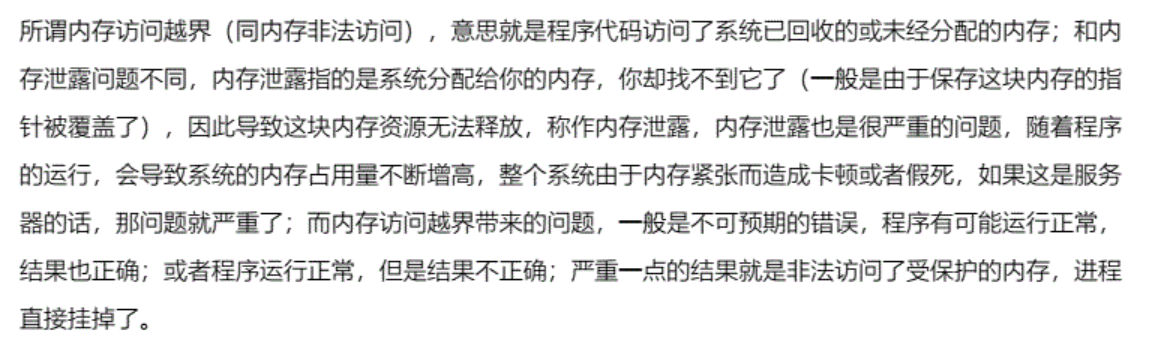 所谓内存访问越界（同内存非法访问），意思就是程序代码访问了系统已回收的或未经分配的内存；和内
存泄露问题不同，内存泄露指的是系统分配给你的内存，你却找不到它了（一般是由于保存这块内存的指
针被覆盖了），因此导致这块内存资源无法释放，称作内存泄露，内存泄露也是很严重的问题，随着程序
的运行，会导致系统的内存占用量不断增高，整个系统由于内存紧张而造成卡顿或者假死，如果这是服务
器的话，那问题就严重了；而内存访问越界带来的问题，一般是不可预期的错误，程序有可能运行正常，
结果也正确；或者程序运行正常，但是结果不正确；严重一点的结果就是非法访问了受保护的内存，进程
直接挂掉了。